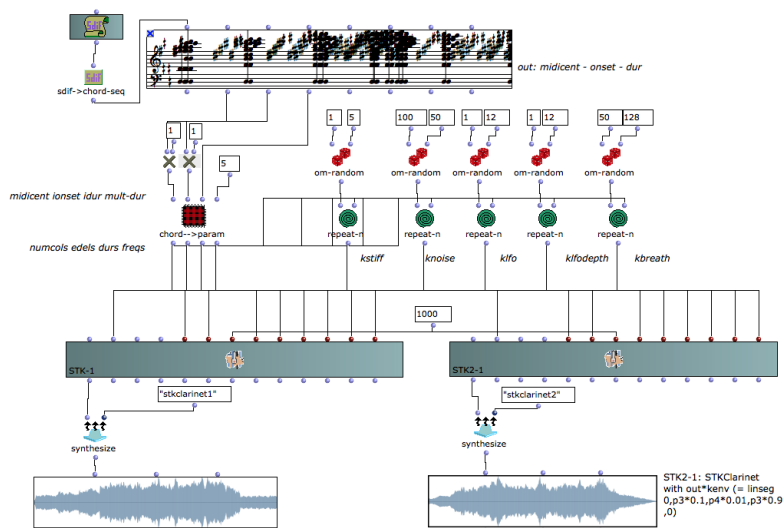 Sdif
Sdif
sdif->chord-seq
out: midicent - onset - dur
1
1
5
1
5
100
50
1
12
1
12
50
128
om-random
om-random
om-random
om-random
om-random
midicent ionset idur mult-dur
chord-->param
repeat-n
repeat-n
repeat-n
repeat-n
repeat-n
numcols edels durs freqs
kstiff
knoise
klfo
klfodepth
kbreath
1000
STK-1
STK2-1
"stkclarinet1"
"stkclarinet2"
synthesize
synthesize
STK2-1: STKClarinet
with out*kenv (= linseg
0,p3*0.1,p4*0.01,p3*0.9
,0)